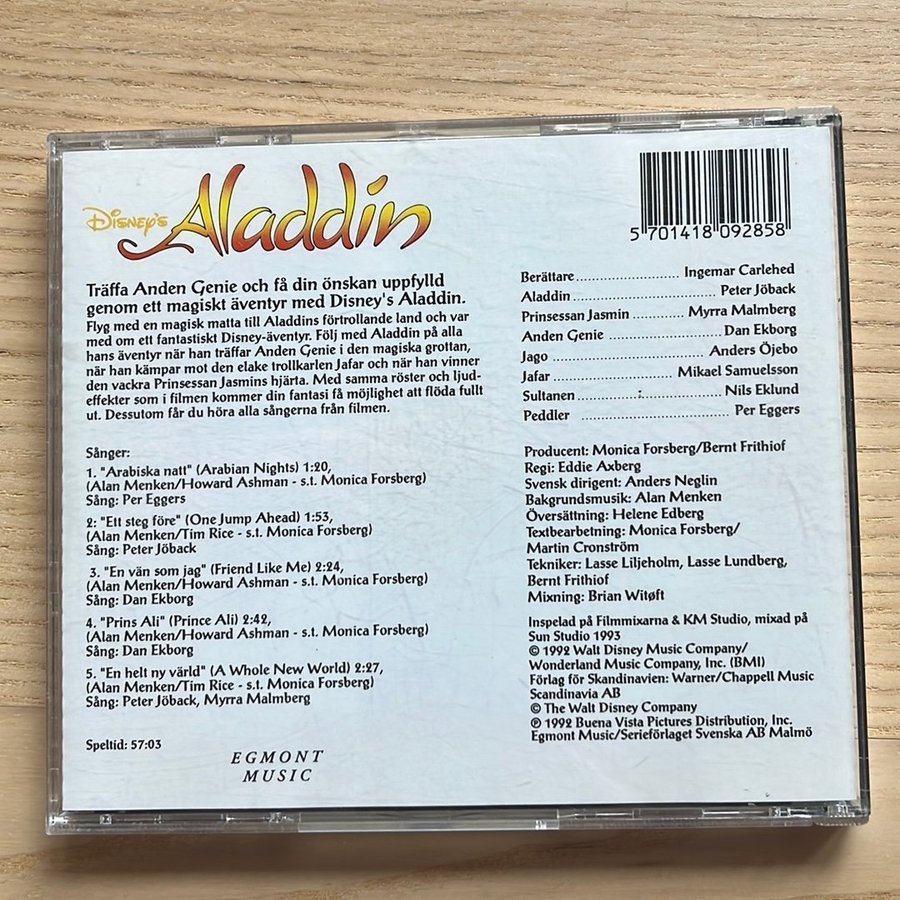 Disney's Aladdin
5 701418 092858
Träffa Anden Genie och få din önskan uppfylld
genom ett magiskt äventyr med Disney's Aladdin.
Flyg med en magisk matta till Aladdins förtrollande land och var
med om ett fantastiskt Disney-äventyr. Följ med Aladdin på alla
hans äventyr när han träffar Anden Genie i den magiska grottan,
när han kämpar mot den elake trollkarlen Jafar och när han vinner
den vackra Prinsessan Jasmins hjärta. Med samma röster och ljud-
effekter som i filmen kommer din fantasi få möjlighet att flöda fullt
ut. Dessutom får du höra alla sångerna från filmen.
Sånger:
1. "Arabiska natt" (Arabian Nights) 1:20,
(Alan Menken/Howard Ashman - s.t. Monica Forsberg)
Sång: Per Eggers
2: "Ett steg före" (One Jump Ahead) 1:53,
(Alan Menken/Tim Rice - s.t. Monica Forsberg)
Sång: Peter Jöback
3. "En vän som jag" (Friend Like Me) 2:24,
(Alan Menken/Howard Ashman - s.t. Monica Forsberg)
Sång: Dan Ekborg
4. "Prins Ali" (Prince Ali) 2:42,
(Alan Menken/Howard Ashman - s.t. Monica Forsberg)
Sång: Dan Ekborg
5. "En helt ny värld" (A Whole New World) 2:27,
(Alan Menken/Tim Rice - s.t. Monica Forsberg)
Sång: Peter Jöback, Myrra Malmberg
Speltid: 57:03
EGMONT
MUSIC
Berättare ........ Ingemar Carlehed
Aladdin ........ Peter Jöback
Prinsessan Jasmin ........ Myrra Malmberg
Anden Genie ........ Dan Ekborg
Jago ........ Anders Öjebo
Jafar ........ Mikael Samuelsson
Sultanen ........ Nils Eklund
Peddler ........ Per Eggers
Producent: Monica Forsberg/Bernt Frithiof
Regi: Eddie Axberg
Svensk dirigent: Anders Neglin
Bakgrundsmusik: Alan Menken
Översättning: Helene Edberg
Textbearbetning: Monica Forsberg/
Martin Cronström
Tekniker: Lasse Liljeholm, Lasse Lundberg,
Bernt Frithiof
Mixning: Brian Witøft
Inspelad på Filmmixarna & KM Studio, mixad på
Sun Studio 1993
© 1992 Walt Disney Music Company/
Wonderland Music Company, Inc. (BMI)
Förlag för Skandinavien: Warner/Chappell Music
Scandinavia AB
© The Walt Disney Company
℗ 1992 Buena Vista Pictures Distribution, Inc.
Egmont Music/Serieförlaget Svenska AB Malmö